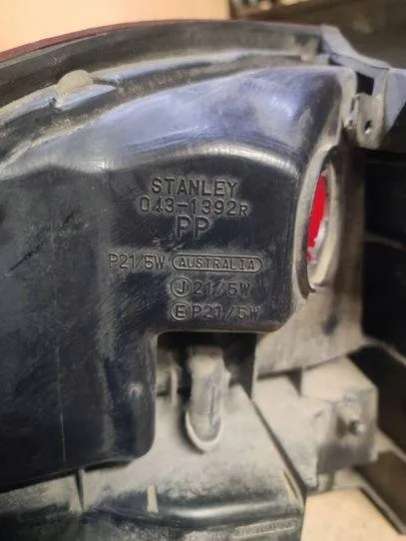 STANLEY
043-1392R
PP
P21/5W AUSTRALIA
J 21/5W
E P21/5W